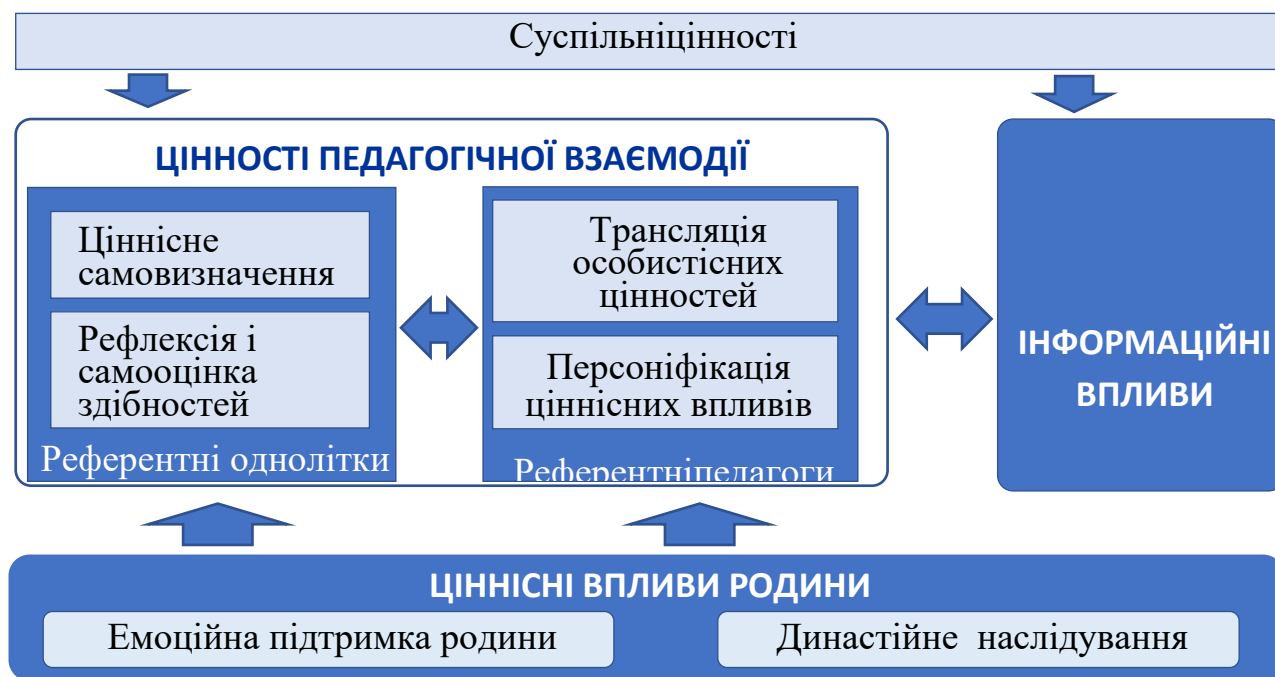 Суспільніцінності
ЦІННОСТІ ПЕДАГОГІЧНОЇ ВЗАЄМОДІЇ
Ціннісне
самовизначення
Рефлексія і
самооцінка
здібностей
Референтні однолітки
Трансляція
особистісних
цінностей
Персоніфікація
ціннісних впливів
Референтніпедагоги
ІНФОРМАЦІЙНІ
ВПЛИВИ
ЦІННІСНІ ВПЛИВИ РОДИНИ
Емоційна підтримка родини
Династійне наслідування